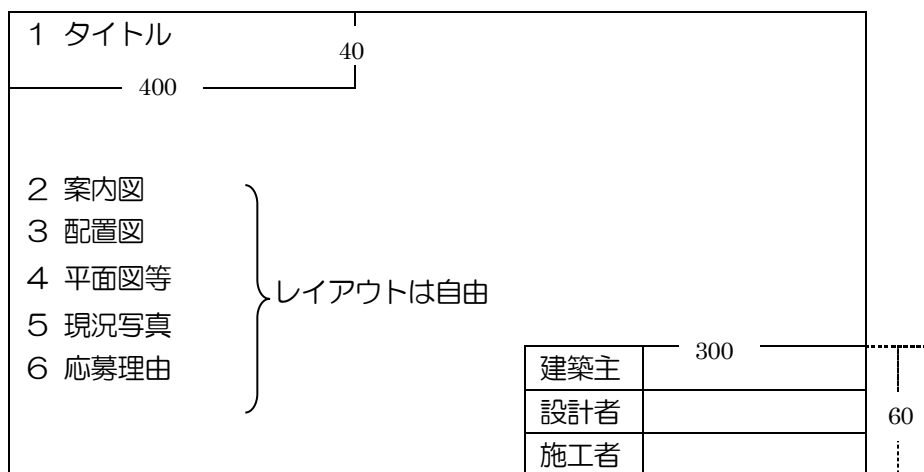 1 タイトル
40
400
2 案内図
3 配置図
4 平面図等
レイアウトは自由
5 現況写真
6 応募理由
300
建築主
設計者
60
施工者